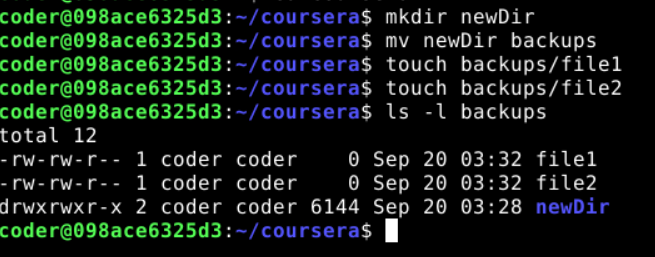 coder@098ace6325d3:~/coursera$ mkdir newDir
coder@098ace6325d3:~/coursera$ mv newDir backups
coder@098ace6325d3:~/coursera$ touch backups/file1
coder@098ace6325d3:~/coursera$ touch backups/file2
coder@098ace6325d3:~/coursera$ ls -l backups
total 12
-rw-rw-r-- 1 coder coder    0 Sep 20 03:32 file1
-rw-rw-r-- 1 coder coder    0 Sep 20 03:32 file2
drwxrwxr-x 2 coder coder 6144 Sep 20 03:28 newDir
coder@098ace6325d3:~/coursera$